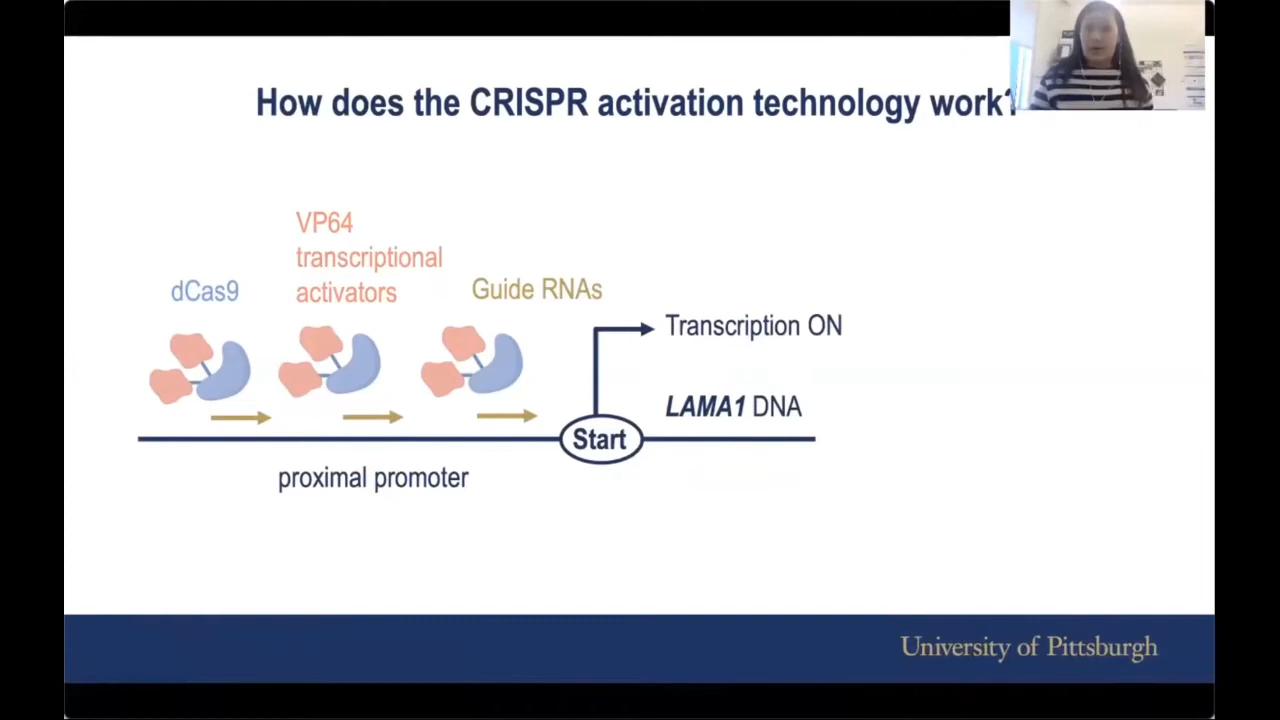 How does the CRISPR activation technology work?
VP64
transcriptional
activators
dCas9
Guide RNAs
Transcription ON
LAMA1 DNA
Start
proximal promoter
University of Pittsburgh